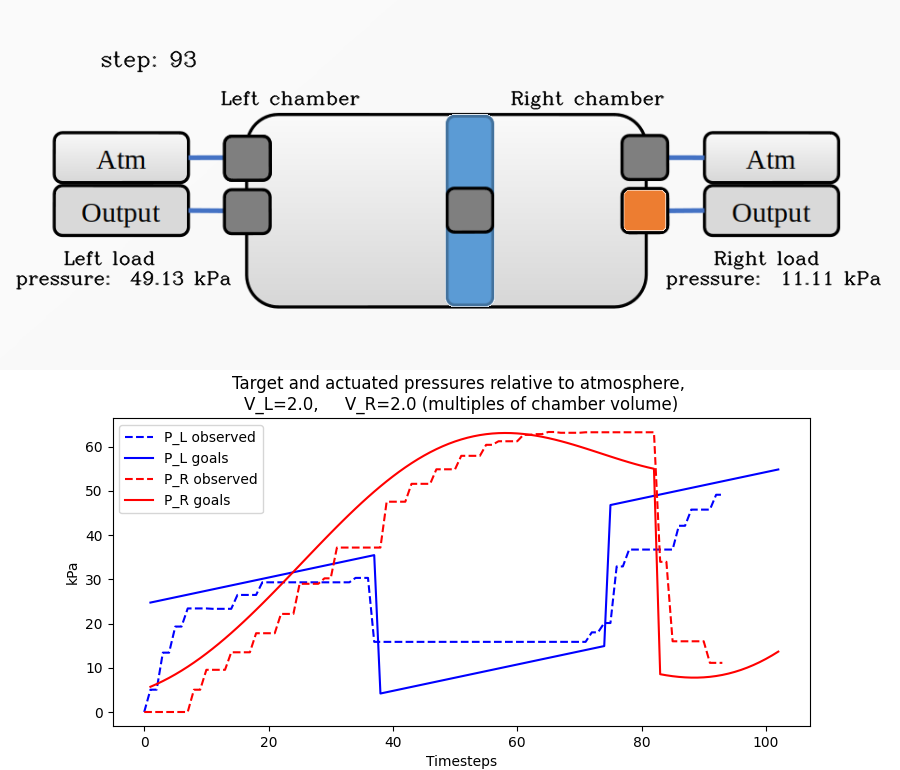 step: 93
Left chamber
Right chamber
Atm
Atm
Output
Output
Left load
pressure: 49.13 kPa
Right load
pressure: 11.11 kPa
Target and actuated pressures relative to atmosphere,
V_L=2.0, V_R=2.0 (multiples of chamber volume)
P_L observed
P_L goals
P_R observed
P_R goals
60
50
40
30
20
10
0
kPa
0 20 40 60 80 100
Timesteps